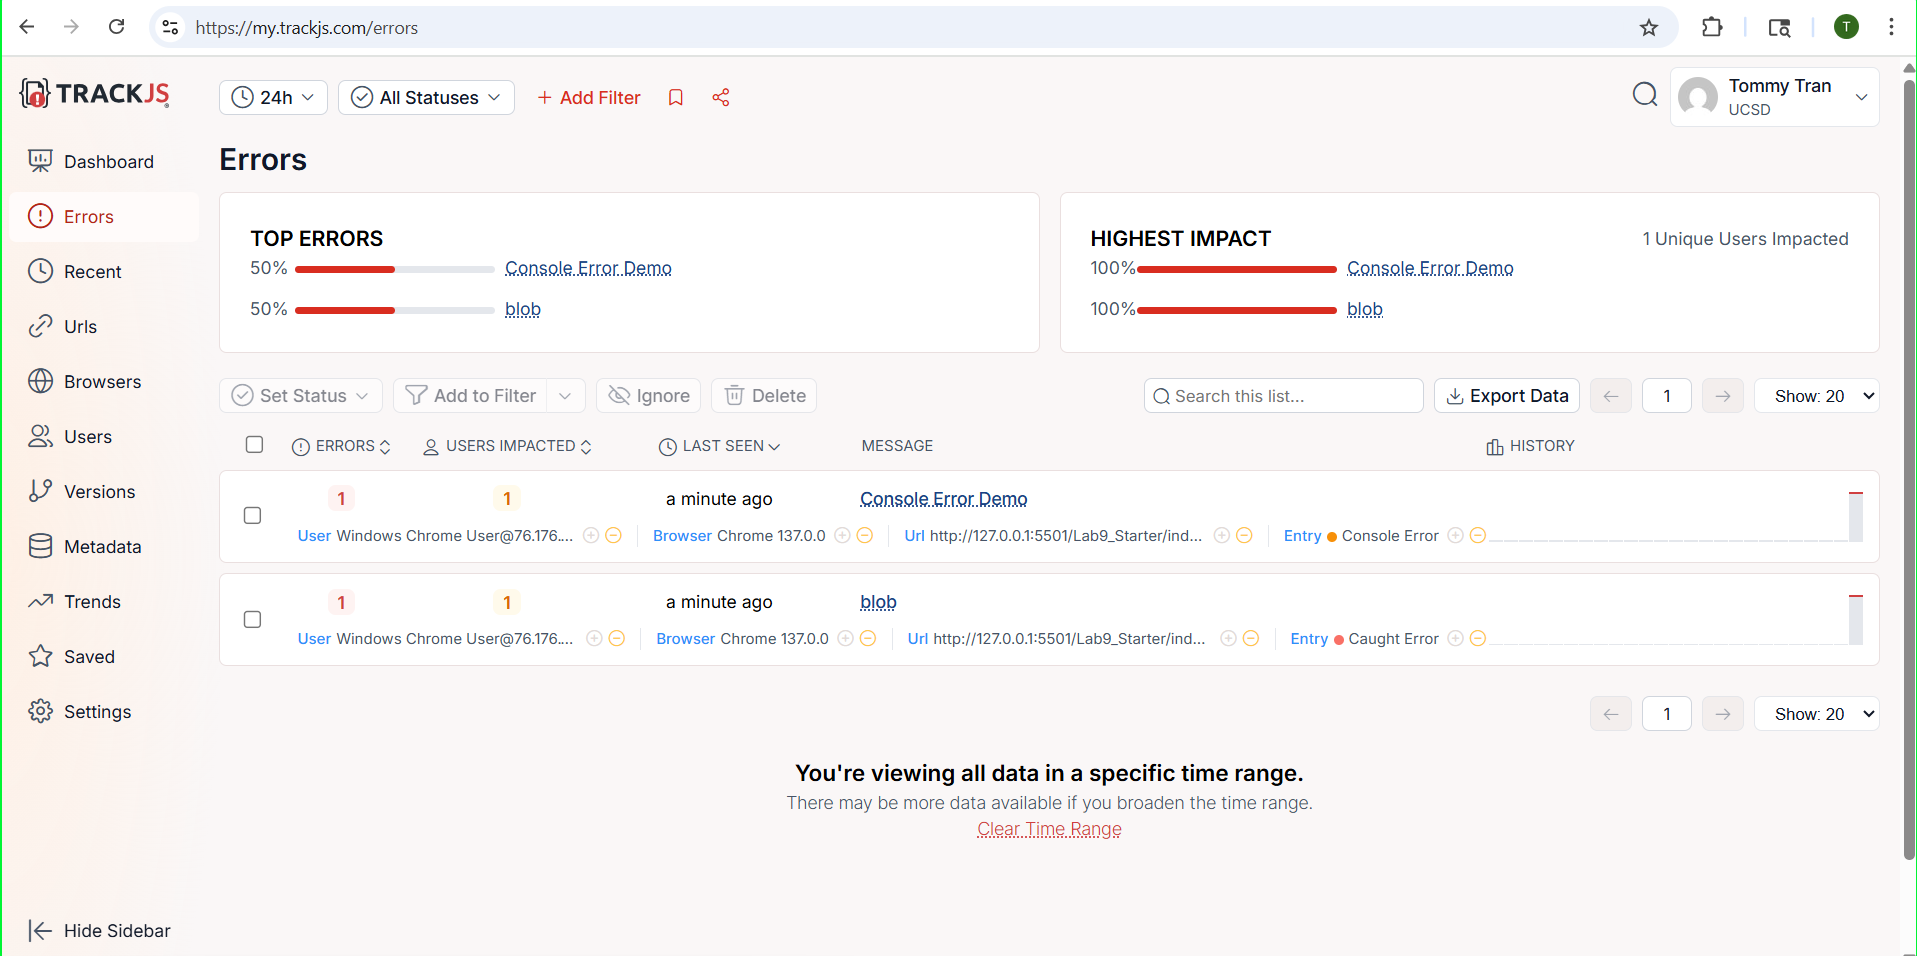 https://my.trackjs.com/errors
T
TRACKJS
24h
All Statuses
+ Add Filter
Tommy Tran
UCSD
Dashboard
Errors
Recent
Urls
Browsers
Users
Versions
Metadata
Trends
Saved
Settings
Hide Sidebar
Errors
TOP ERRORS
50% Console Error Demo
50% blob
HIGHEST IMPACT 1 Unique Users Impacted
100% Console Error Demo
100% blob
Set Status Add to Filter Ignore Delete Search this list... Export Data 1 Show: 20
ERRORS USERS IMPACTED LAST SEEN MESSAGE HISTORY
1 1 a minute ago Console Error Demo
User Windows Chrome User@76.176.... Browser Chrome 137.0.0 Url http://127.0.0.1:5501/Lab9_Starter/ind... Entry Console Error
1 1 a minute ago blob
User Windows Chrome User@76.176.... Browser Chrome 137.0.0 Url http://127.0.0.1:5501/Lab9_Starter/ind... Entry Caught Error
1 Show: 20
You're viewing all data in a specific time range.
There may be more data available if you broaden the time range.
Clear Time Range